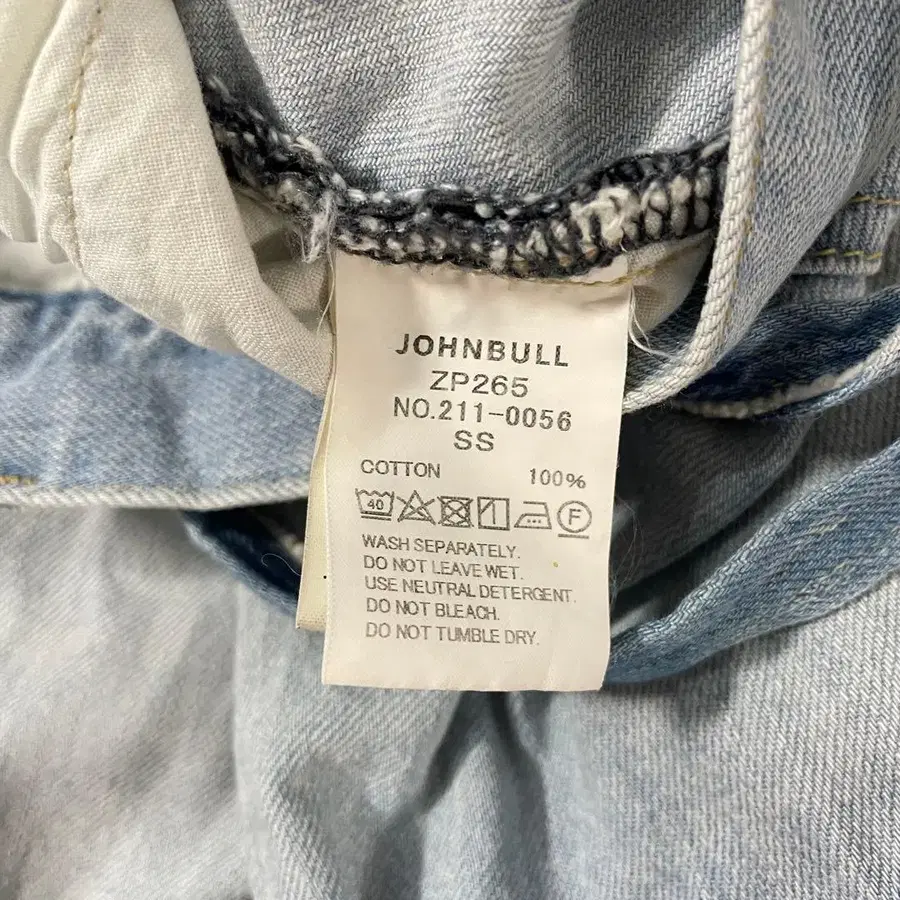 JOHNBULL
ZP265
NO.211-0056
SS
COTTON 100%
40 F
WASH SEPARATELY.
DO NOT LEAVE WET.
USE NEUTRAL DETERGENT.
DO NOT BLEACH.
DO NOT TUMBLE DRY.